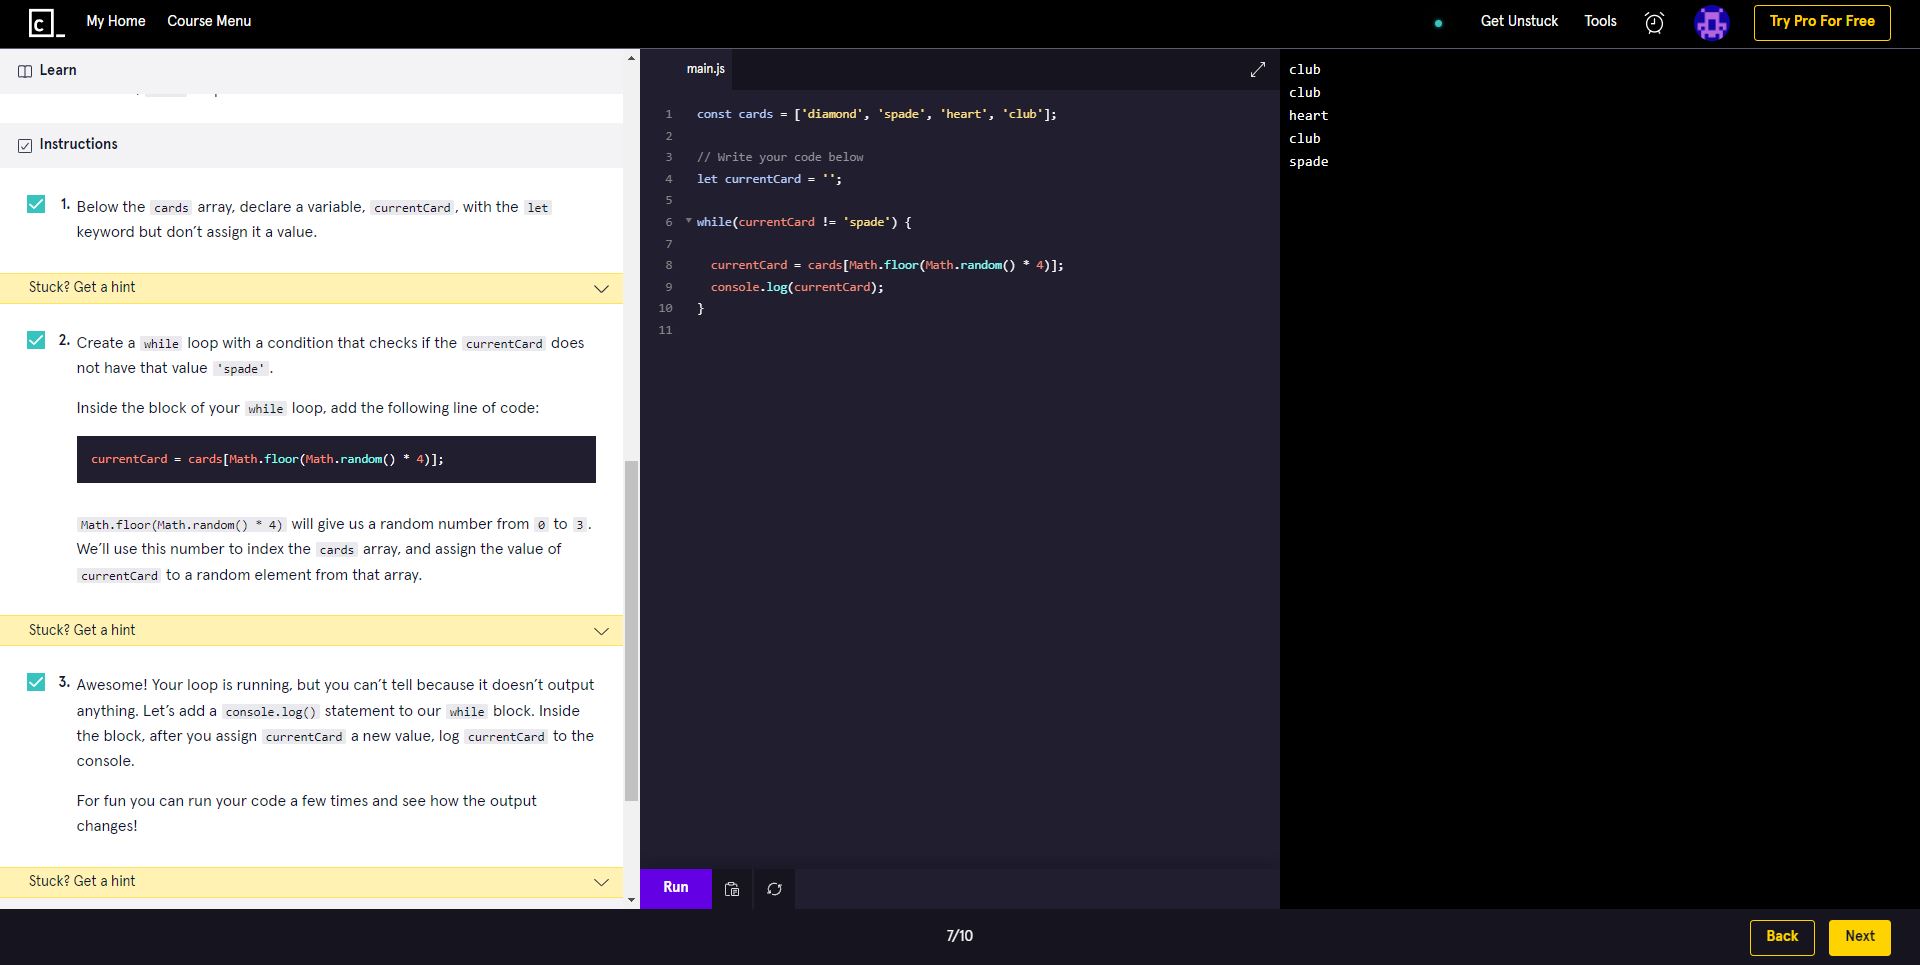 c_
My Home
Course Menu
Get Unstuck
Tools
Try Pro For Free
Learn
Instructions
1. Below the cards array, declare a variable, currentCard, with the let
keyword but don't assign it a value.
Stuck? Get a hint
2. Create a while loop with a condition that checks if the currentCard does
not have that value 'spade'.
Inside the block of your while loop, add the following line of code:
currentCard = cards[Math.floor(Math.random() * 4)];
Math.floor(Math.random() * 4) will give us a random number from 0 to 3.
We'll use this number to index the cards array, and assign the value of
currentCard to a random element from that array.
Stuck? Get a hint
3. Awesome! Your loop is running, but you can't tell because it doesn't output
anything. Let's add a console.log() statement to our while block. Inside
the block, after you assign currentCard a new value, log currentCard to the
console.
For fun you can run your code a few times and see how the output
changes!
Stuck? Get a hint
main.js
1 const cards = ['diamond', 'spade', 'heart', 'club'];
2
3 // Write your code below
4 let currentCard = '';
5
6 while(currentCard != 'spade') {
7
8 currentCard = cards[Math.floor(Math.random() * 4)];
9 console.log(currentCard);
10 }
11
Run
club
club
heart
club
spade
7/10
Back
Next